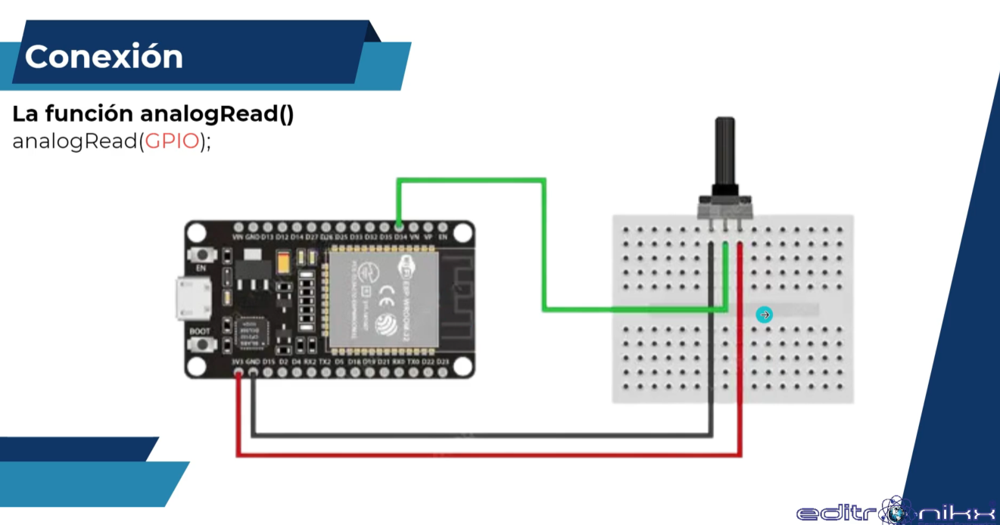 Conexión
La función analogRead()
analogRead(GPIO);
VIN GND D13 D12 D14 D27 D26 D25 D33 D32 D35 D34 VN VP EN
EN
WiFi ESP-WROOM-32
CE
BOOT
3V3 GND D15 D2 D4 RX2 TX2 D5 D18 D19 D21 RX0 TX0 D22 D23
editronikx